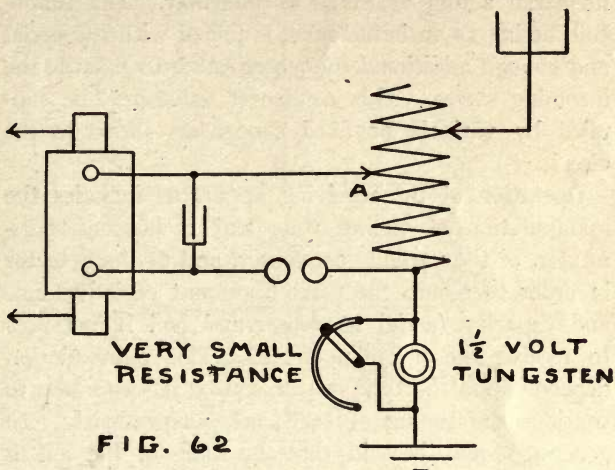 A
VERY SMALL
RESISTANCE
1½ VOLT
TUNGSTEN
FIG. 62